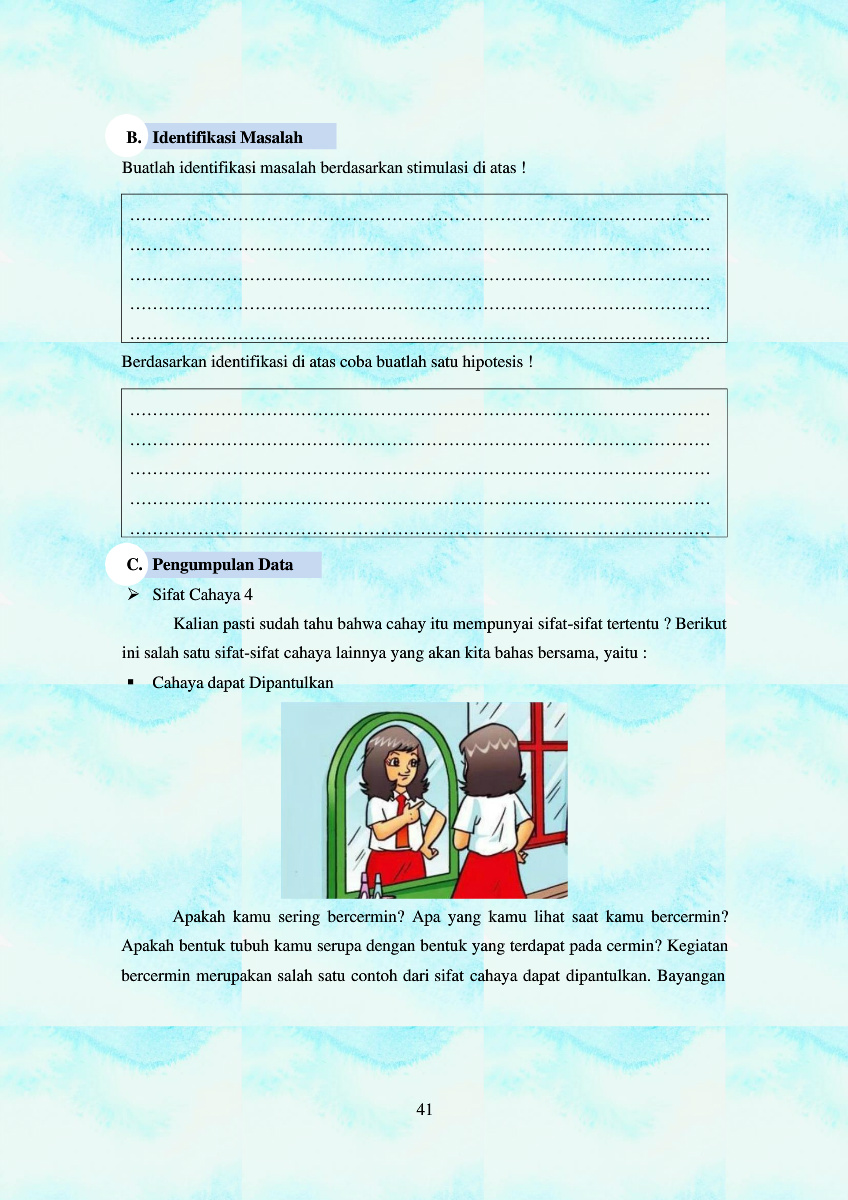 B. Identifikasi Masalah
Buatlah identifikasi masalah berdasarkan stimulasi di atas !
……………………………………………………………………………………………
……………………………………………………………………………………………
……………………………………………………………………………………………
……………………………………………………………………………………………
……………………………………………………………………………………………
Berdasarkan identifikasi di atas coba buatlah satu hipotesis !
……………………………………………………………………………………………
……………………………………………………………………………………………
……………………………………………………………………………………………
……………………………………………………………………………………………
……………………………………………………………………………………………
C. Pengumpulan Data
➢ Sifat Cahaya 4
Kalian pasti sudah tahu bahwa cahay itu mempunyai sifat-sifat tertentu ? Berikut
ini salah satu sifat-sifat cahaya lainnya yang akan kita bahas bersama, yaitu :
▪ Cahaya dapat Dipantulkan
Apakah kamu sering bercermin? Apa yang kamu lihat saat kamu bercermin?
Apakah bentuk tubuh kamu serupa dengan bentuk yang terdapat pada cermin? Kegiatan
bercermin merupakan salah satu contoh dari sifat cahaya dapat dipantulkan. Bayangan
41